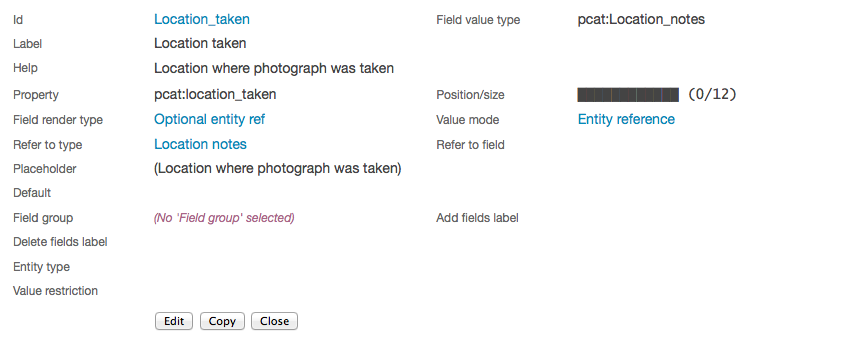 Id Location_taken Field value type pcat:Location_notes
Label Location taken
Help Location where photograph was taken
Property pcat:location_taken Position/size (0/12)
Field render type Optional entity ref Value mode Entity reference
Refer to type Location notes Refer to field
Placeholder (Location where photograph was taken)
Default
Field group (No 'Field group' selected) Add fields label
Delete fields label
Entity type
Value restriction
Edit Copy Close